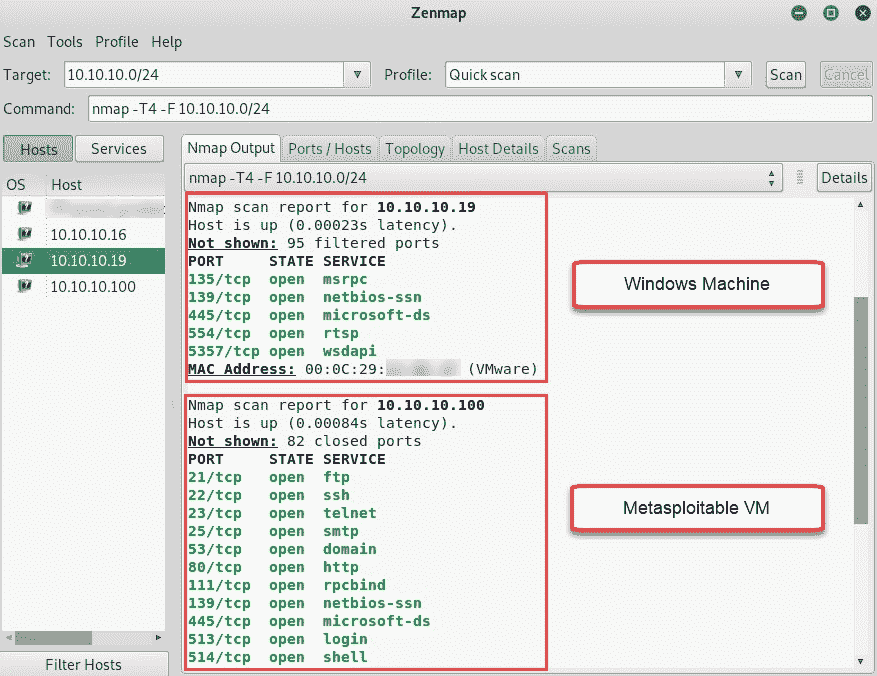 Zenmap
Scan Tools Profile Help
Target: 10.10.10.0/24 Profile: Quick scan Scan Cancel
Command: nmap -T4 -F 10.10.10.0/24
Hosts Services Nmap Output Ports / Hosts Topology Host Details Scans
OS Host
10.10.10.16
10.10.10.19
10.10.10.100
Filter Hosts
nmap -T4 -F 10.10.10.0/24 Details
Nmap scan report for 10.10.10.19
Host is up (0.00023s latency).
Not shown: 95 filtered ports
PORT STATE SERVICE
135/tcp open msrpc
139/tcp open netbios-ssn
445/tcp open microsoft-ds
554/tcp open rtsp
5357/tcp open wsdapi
MAC Address: 00:0C:29: (VMware)
Windows Machine
Nmap scan report for 10.10.10.100
Host is up (0.00084s latency).
Not shown: 82 closed ports
PORT STATE SERVICE
21/tcp open ftp
22/tcp open ssh
23/tcp open telnet
25/tcp open smtp
53/tcp open domain
80/tcp open http
111/tcp open rpcbind
139/tcp open netbios-ssn
445/tcp open microsoft-ds
513/tcp open login
514/tcp open shell
Metasploitable VM